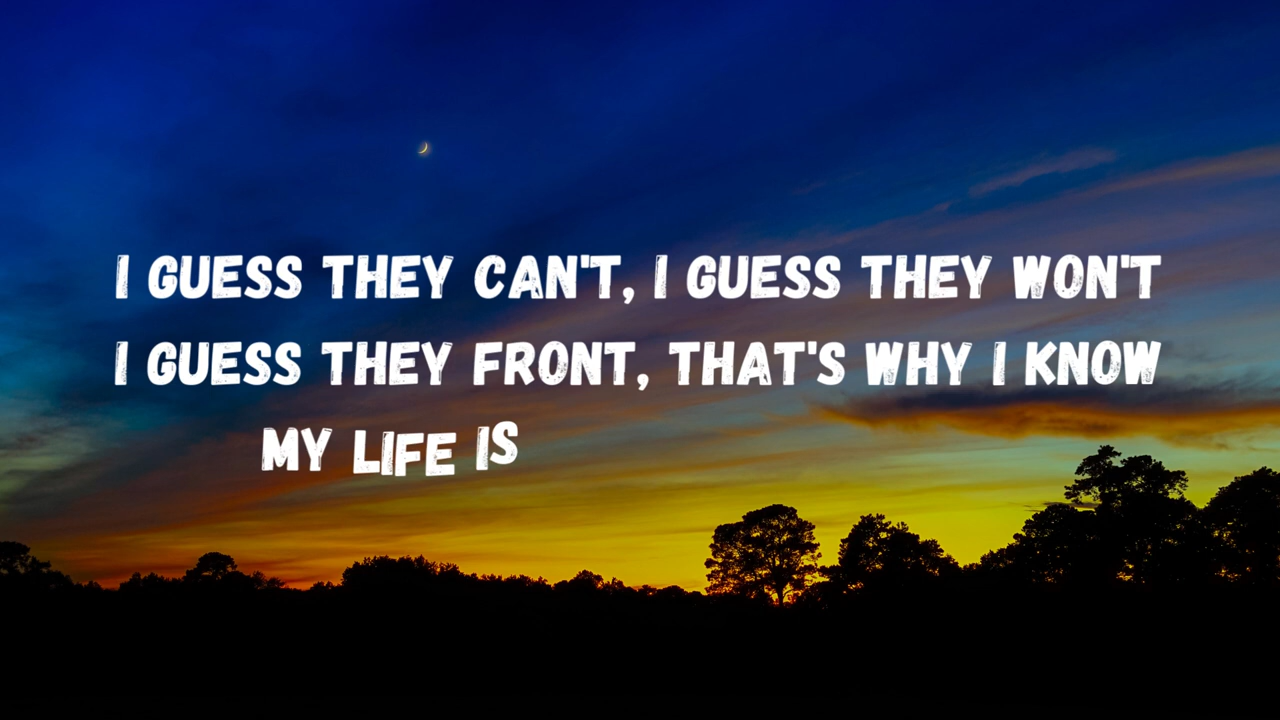 I GUESS THEY CAN'T, I GUESS THEY WON'T
I GUESS THEY FRONT, THAT'S WHY I KNOW
MY LIFE IS